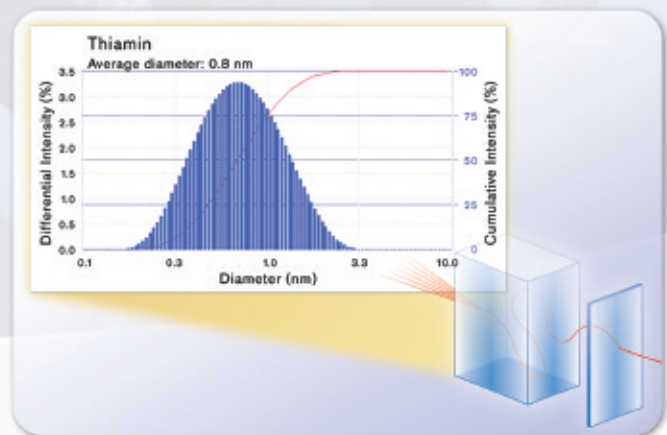 Thiamin
Average diameter: 0.8 nm
Differential Intensity (%)
3.5
3.0
2.5
2.0
1.5
1.0
0.5
0.0
100
75
50
25
0
Cumulative Intensity (%)
0.1 0.3 1.0 3.3 10.0
Diameter (nm)